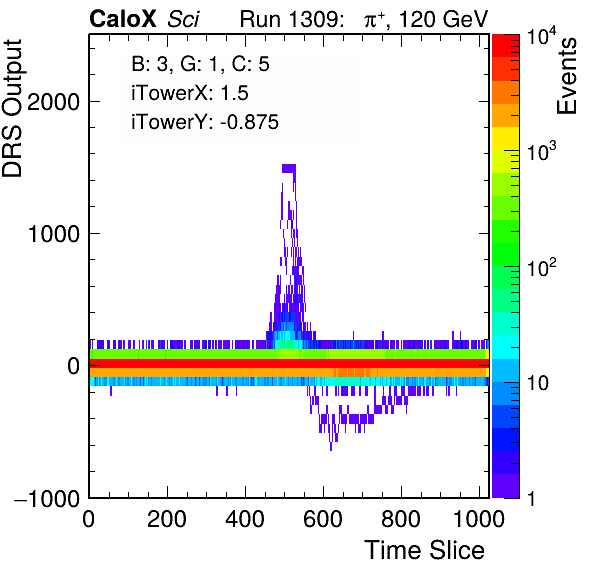 CaloX Sci Run 1309: π⁺, 120 GeV
B: 3, G: 1, C: 5
iTowerX: 1.5
iTowerY: -0.875
DRS Output
2000
1000
0
−1000
0 200 400 600 800 1000
Time Slice
Events
10⁴
10³
10²
10
1